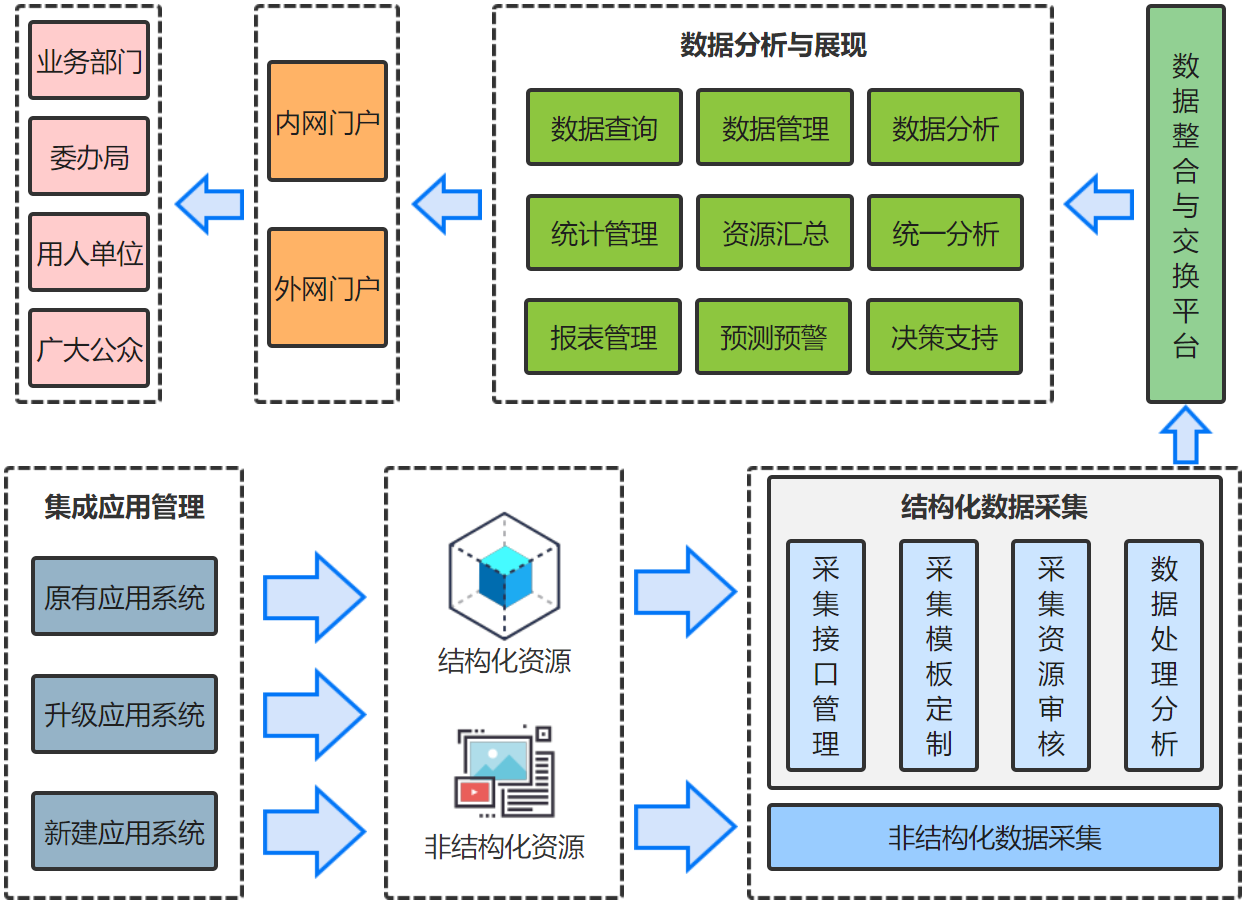 业务部门
委办局
用人单位
广大公众
内网门户
外网门户
数据分析与展现
数据查询
数据管理
数据分析
统计管理
资源汇总
统一分析
报表管理
预测预警
决策支持
数据整合与交换平台
集成应用管理
原有应用系统
升级应用系统
新建应用系统
结构化资源
非结构化资源
结构化数据采集
采集接口管理
采集模板定制
采集资源审核
数据处理分析
非结构化数据采集